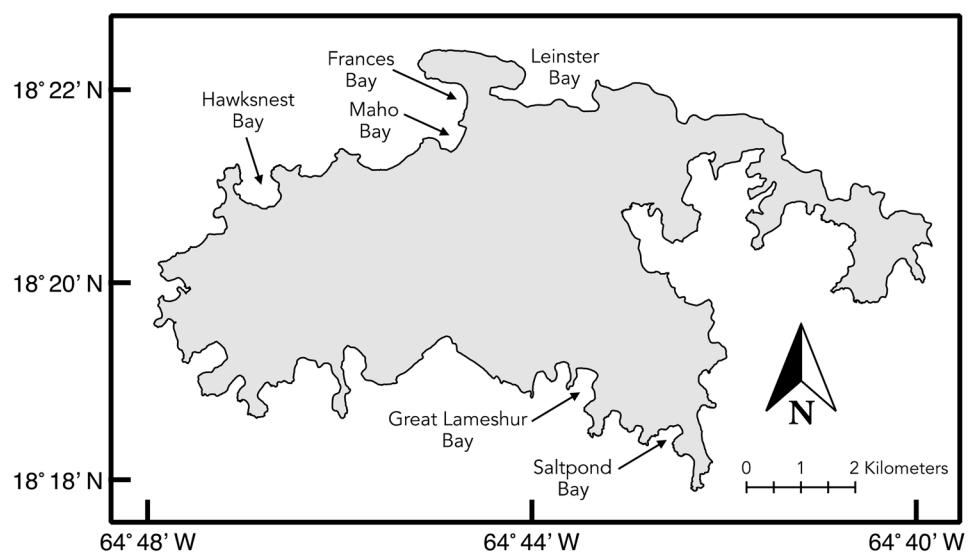 Frances
Bay
Leinster
Bay
18° 22’ N
Hawksnest
Bay
Maho
Bay
18° 20’ N
N
Great Lameshur
Bay
Saltpond
Bay
0 1 2 Kilometers
18° 18’ N
64° 48’ W 64° 44’ W 64° 40’ W